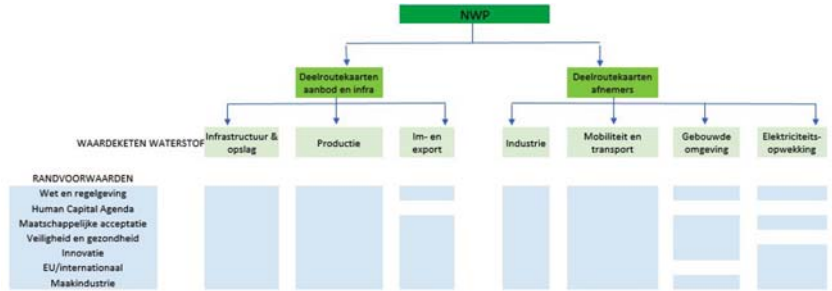 NWP
Deelroutekaarten
aanbod en infra
Deelroutekaarten
afnemers
WAARDEKETEN WATERSTOF
Infrastructuur &
opslag
Productie
Im- en
export
Industrie
Mobiliteit en
transport
Gebouwde
omgeving
Elektriciteits-
opwekking
RANDVOORWAARDEN
Wet en regelgeving
Human Capital Agenda
Maatschappelijke acceptatie
Veiligheid en gezondheid
Innovatie
EU/internationaal
Maakindustrie